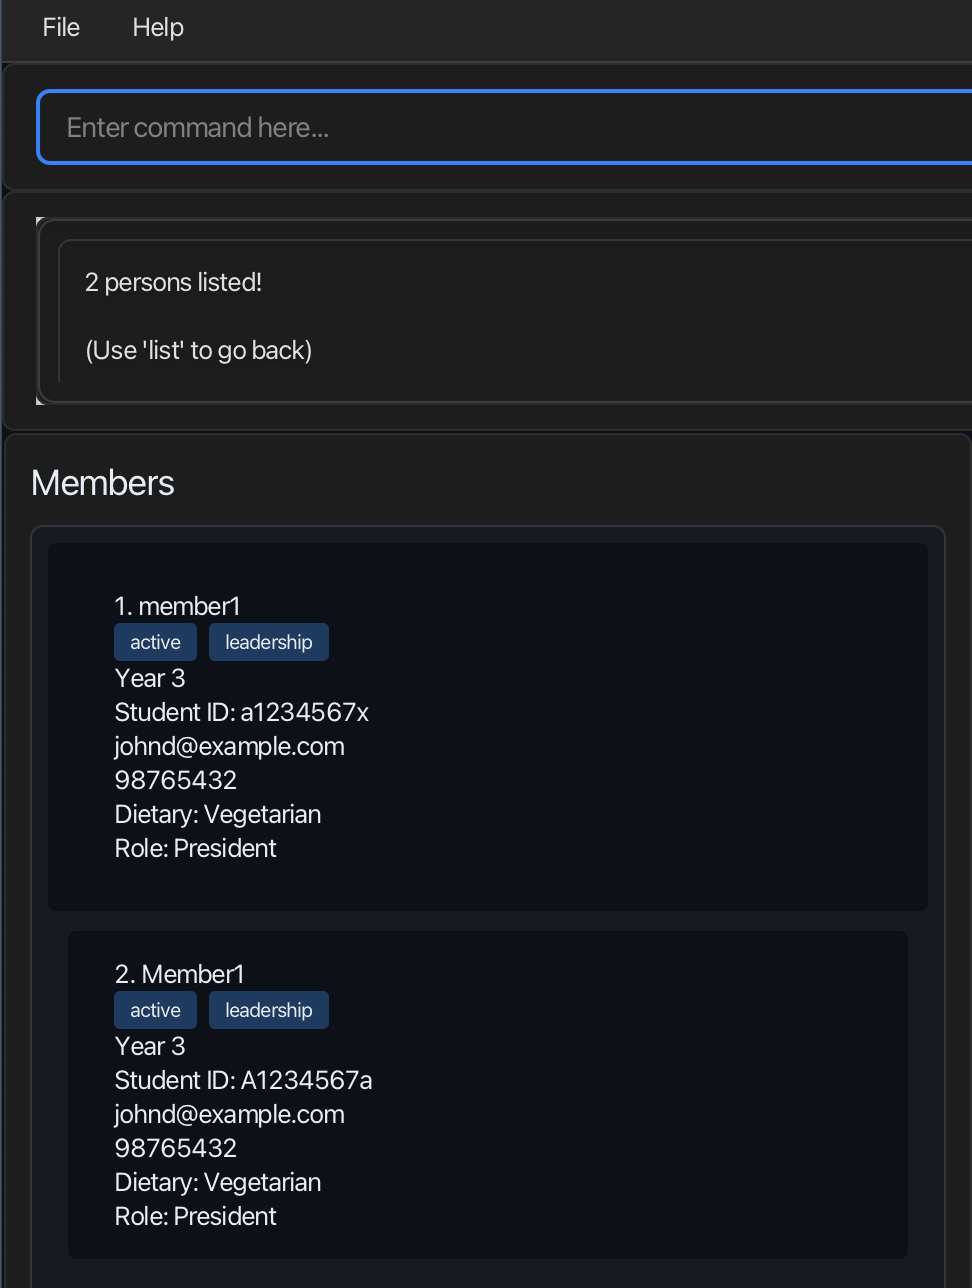 File Help
Enter command here...
2 persons listed!
(Use 'list' to go back)
Members
1. member1
active leadership
Year 3
Student ID: a1234567x
johnd@example.com
98765432
Dietary: Vegetarian
Role: President
2. Member1
active leadership
Year 3
Student ID: A1234567a
johnd@example.com
98765432
Dietary: Vegetarian
Role: President